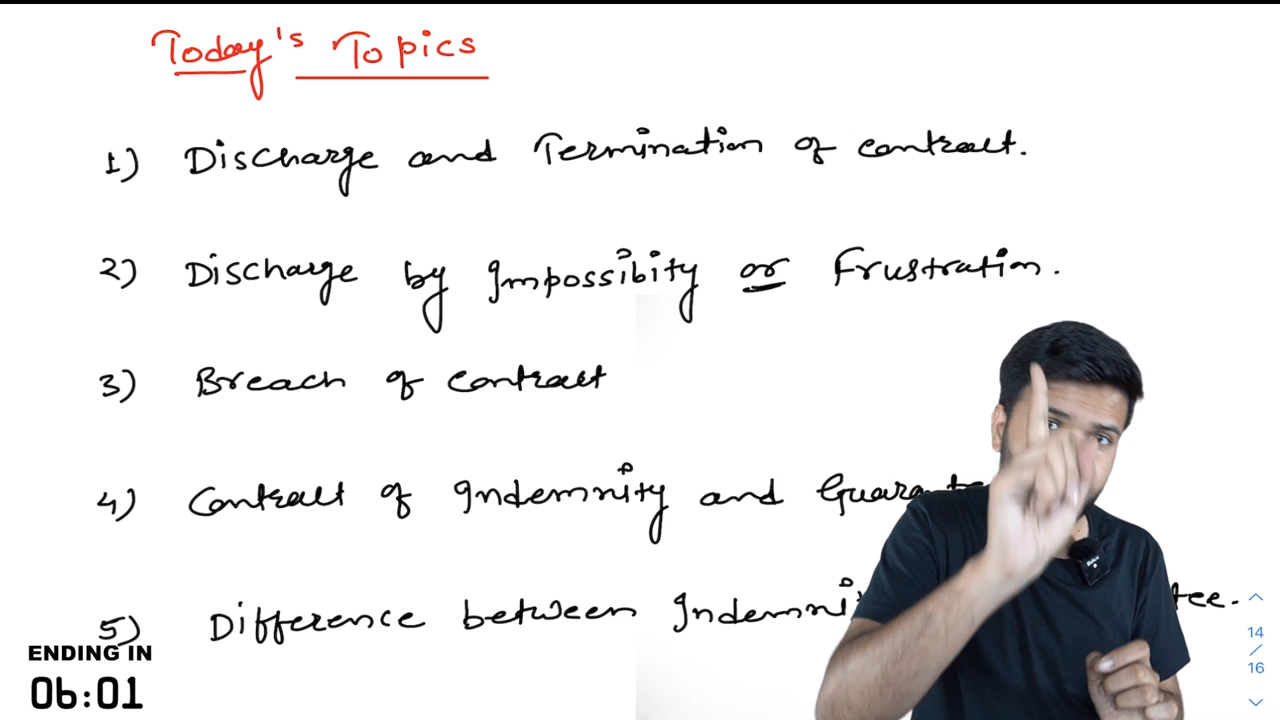 Today's Topics
1) Discharge and Termination of contract.
2) Discharge by Impossibity or Frustration.
3) Breach of contract
4) Contract of Indemnity and
5) Difference between
ENDING IN
06:01
14
/
16